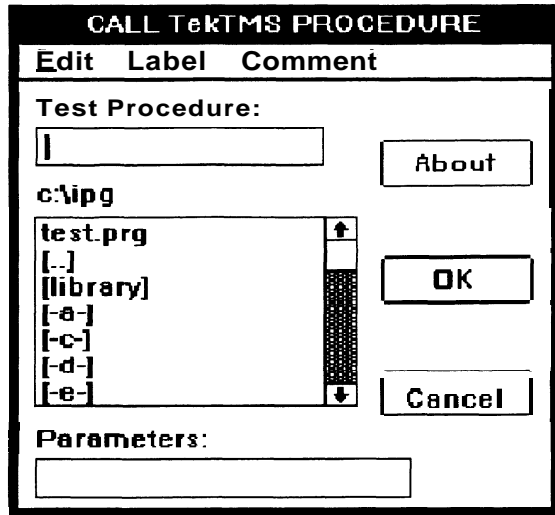 CALL TekTMS PROCEDURE
Edit Label Comment
Test Procedure:
About
c:\ipg
test.prg
[..]
[library]
[-a-]
[-c-]
[-d-]
[-e-]
OK
Cancel
Parameters: